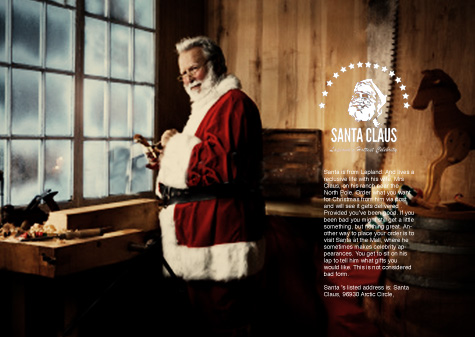 SANTA CLAUS
Santa is from Lapland. And lives a
reclusive life with his wife, Mrs
Claus, on his ranch near the
North Pole. Order what you want
for Christmas from him via post
and will see it gets delivered.
Provided you've been good. If you
been bad you might still get a little
something, but nothing great. An-
other way to place your order is to
visit Santa at the Mall, where he
sometimes makes celebrity ap-
pearances. You get to sit on his
lap to tell him what gifts you
would like. This is not considered
bad form.
Santa 's listed address is: Santa
Claus, 96930 Arctic Circle,